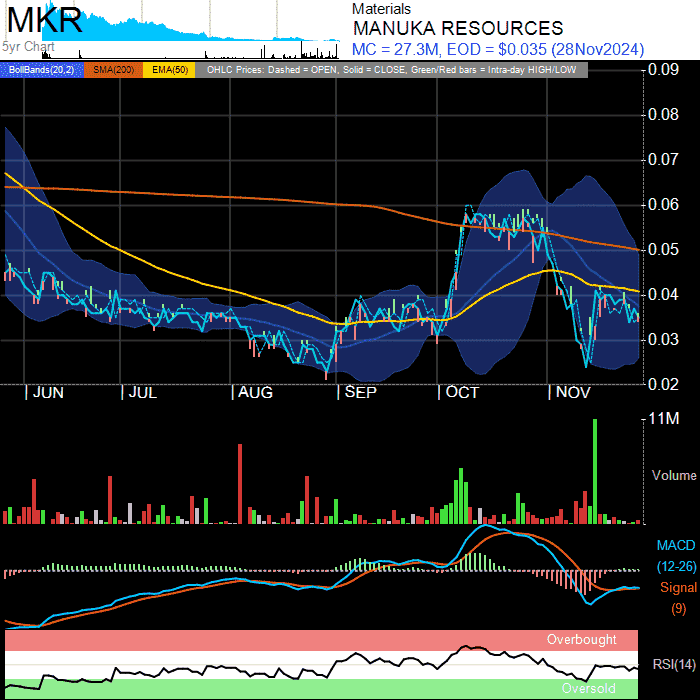 MKR
5yr Chart
Materials
MANUKA RESOURCES
MC = 27.3M, EOD = $0.035 (28Nov2024)
BollBands(20,2) SMA(200) EMA(50) OHLC Prices: Dashed = OPEN, Solid = CLOSE, Green/Red bars = Intra-day HIGH/LOW
0.09
0.08
0.07
0.06
0.05
0.04
0.03
0.02
JUN JUL AUG SEP OCT NOV
11M
Volume
MACD
(12-26)
Signal
(9)
Overbought
RSI(14)
Oversold